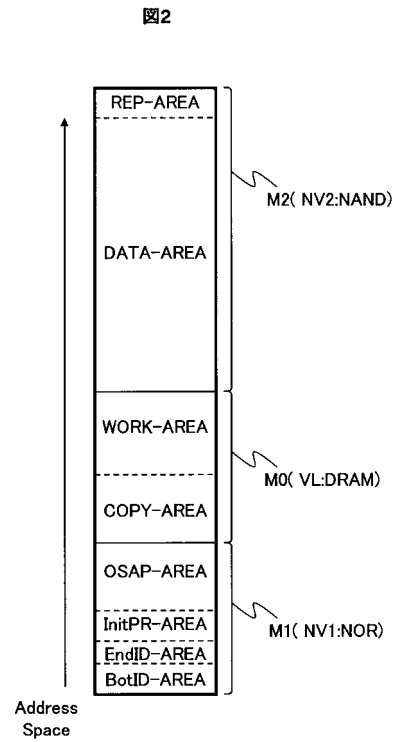 図2
REP-AREA
M2( NV2:NAND)
DATA-AREA
WORK-AREA
M0( VL:DRAM)
COPY-AREA
OSAP-AREA
InitPR-AREA
M1( NV1:NOR)
EndID-AREA
BotID-AREA
Address
Space